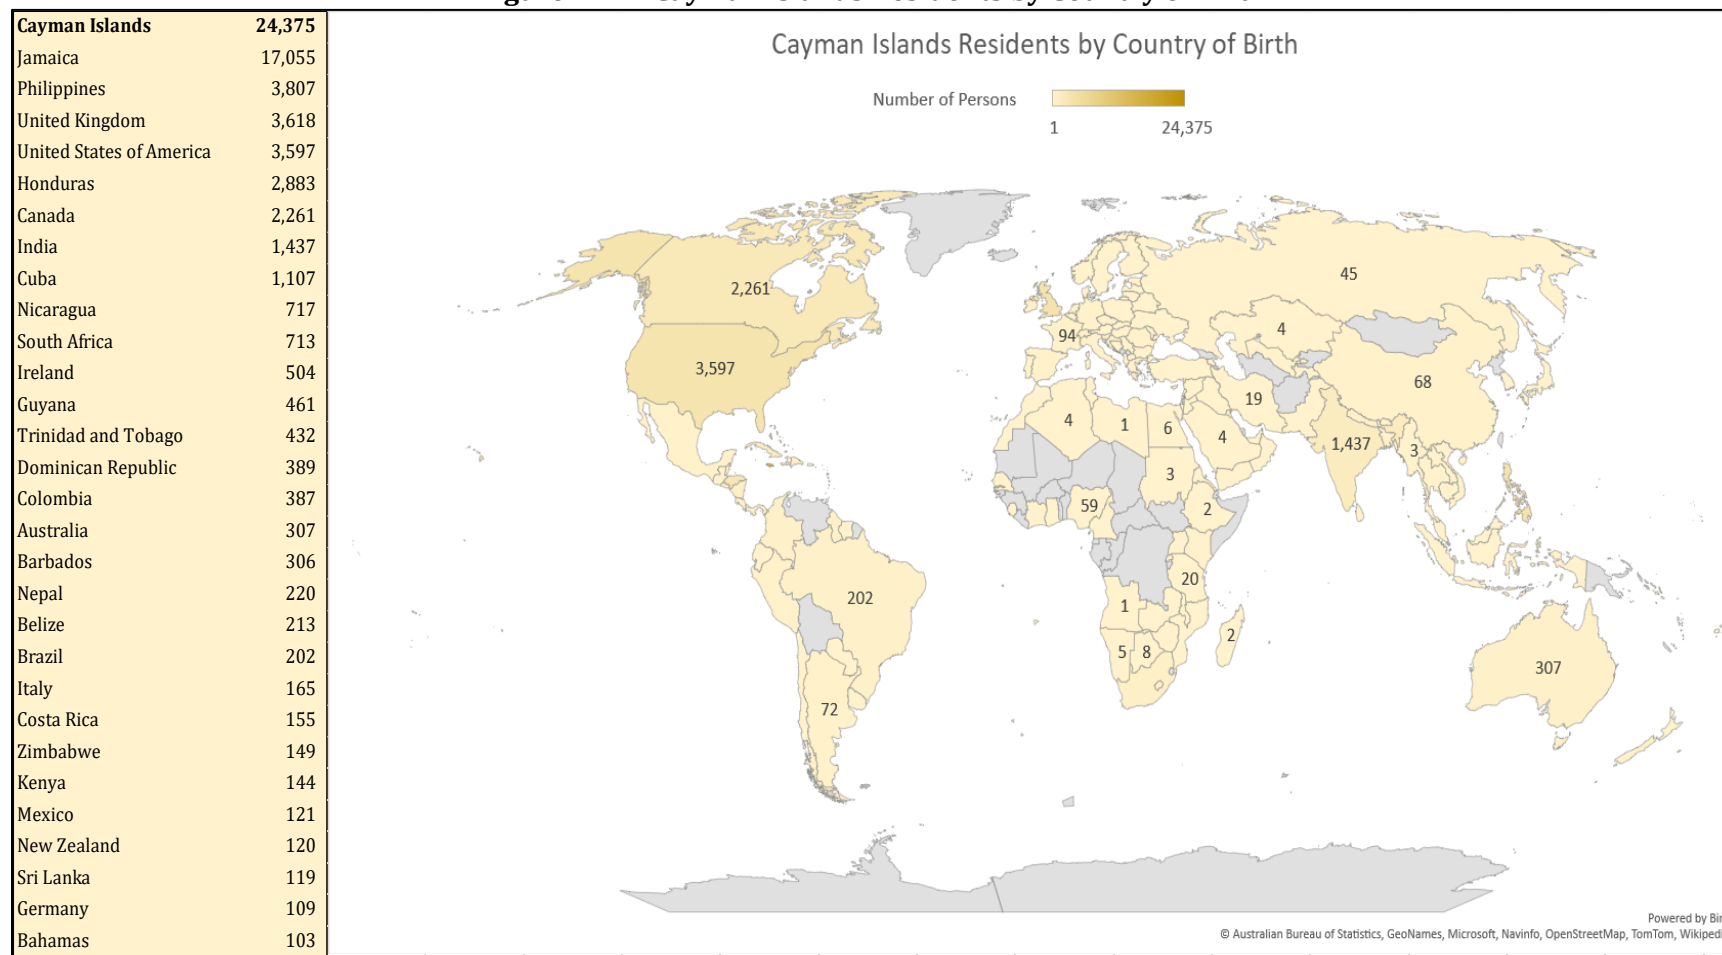 Cayman Islands 24,375
Jamaica 17,055
Philippines 3,807
United Kingdom 3,618
United States of America 3,597
Honduras 2,883
Canada 2,261
India 1,437
Cuba 1,107
Nicaragua 717
South Africa 713
Ireland 504
Guyana 461
Trinidad and Tobago 432
Dominican Republic 389
Colombia 387
Australia 307
Barbados 306
Nepal 220
Belize 213
Brazil 202
Italy 165
Costa Rica 155
Zimbabwe 149
Kenya 144
Mexico 121
New Zealand 120
Sri Lanka 119
Germany 109
Bahamas 103
Cayman Islands Residents by Country of Birth
Number of Persons
1 24,375
45
2,261
4
94
3,597
68
19
4
1
6
4
1,437
3
3
59
2
20
202
1
2
5
8
307
72
Powered by Bin
© Australian Bureau of Statistics, GeoNames, Microsoft, Navinfo, OpenStreetMap, TomTom, Wikipedi